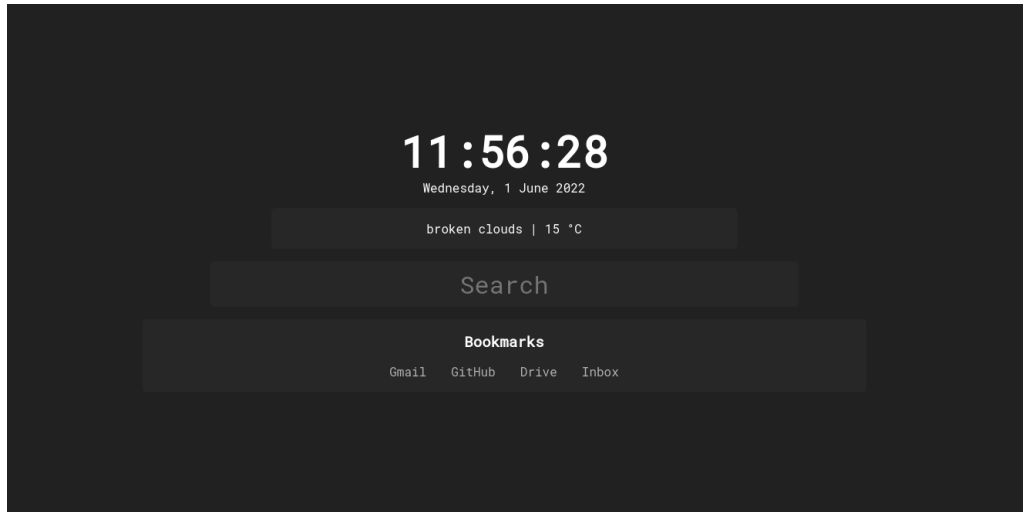 11:56:28
Wednesday, 1 June 2022
broken clouds | 15 °C
Search
Bookmarks
Gmail GitHub Drive Inbox